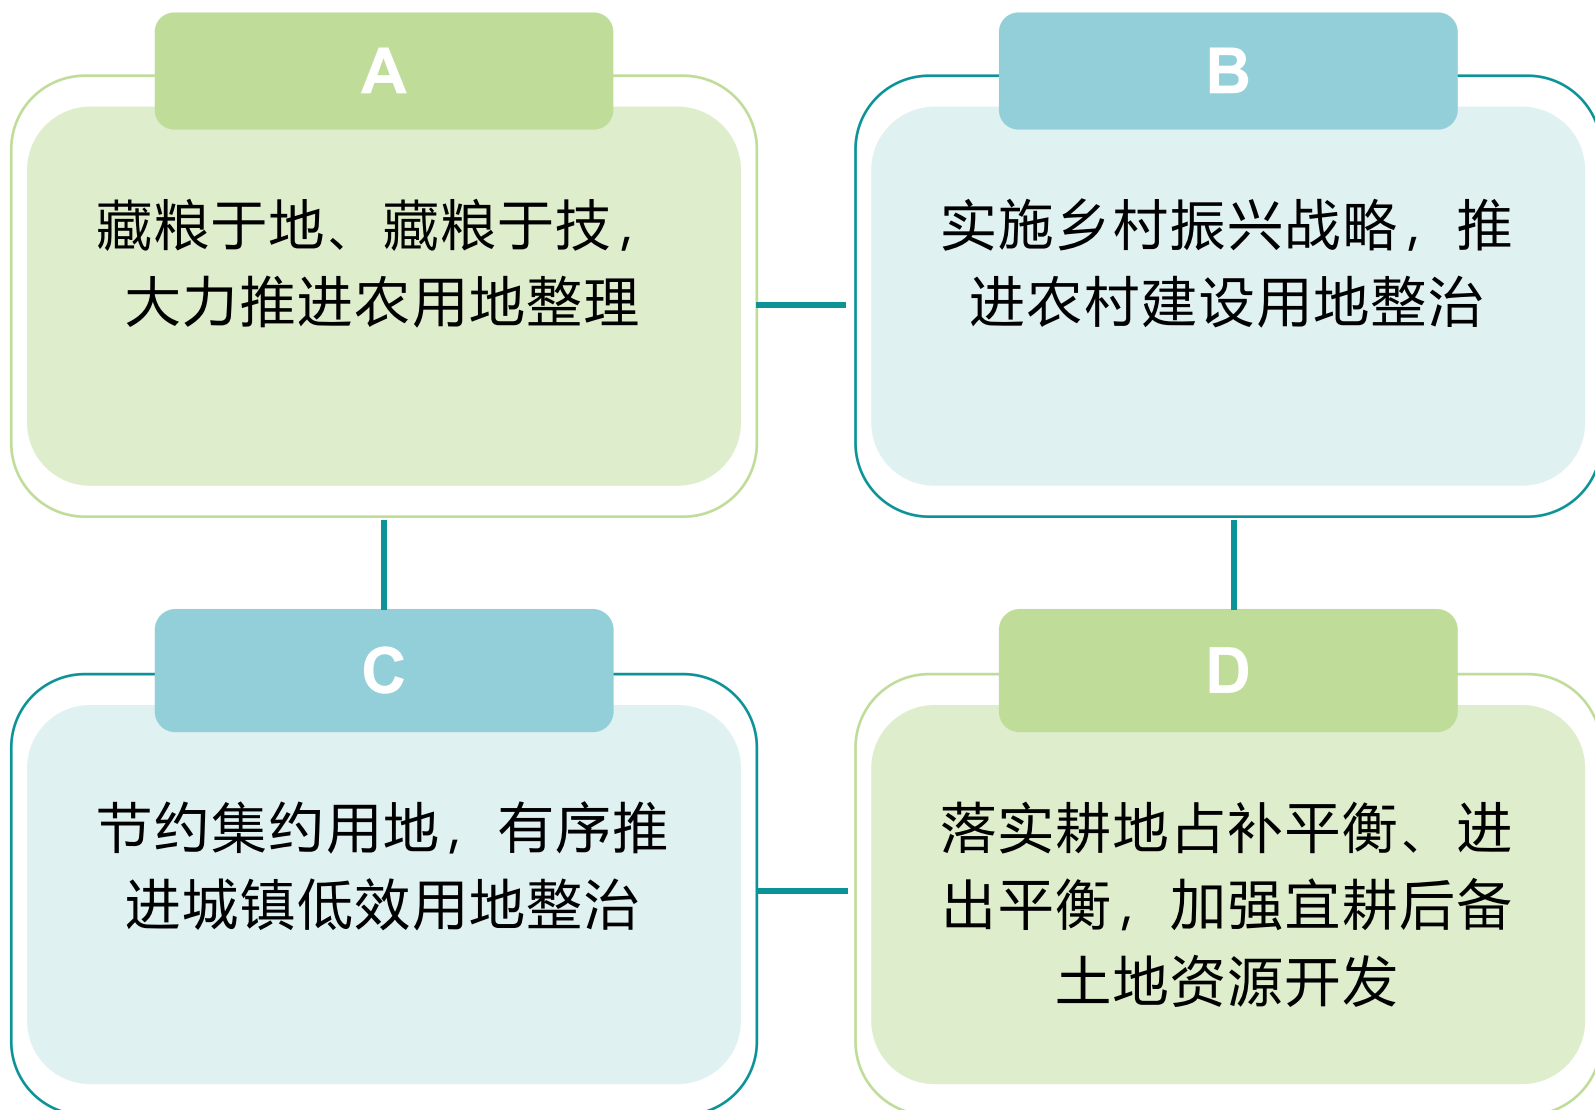 A
藏粮于地、藏粮于技，
大力推进农用地整理
B
实施乡村振兴战略，推
进农村建设用地整治
C
节约集约用地，有序推
进城镇低效用地整治
D
落实耕地占补平衡、进
出平衡，加强宜耕后备
土地资源开发